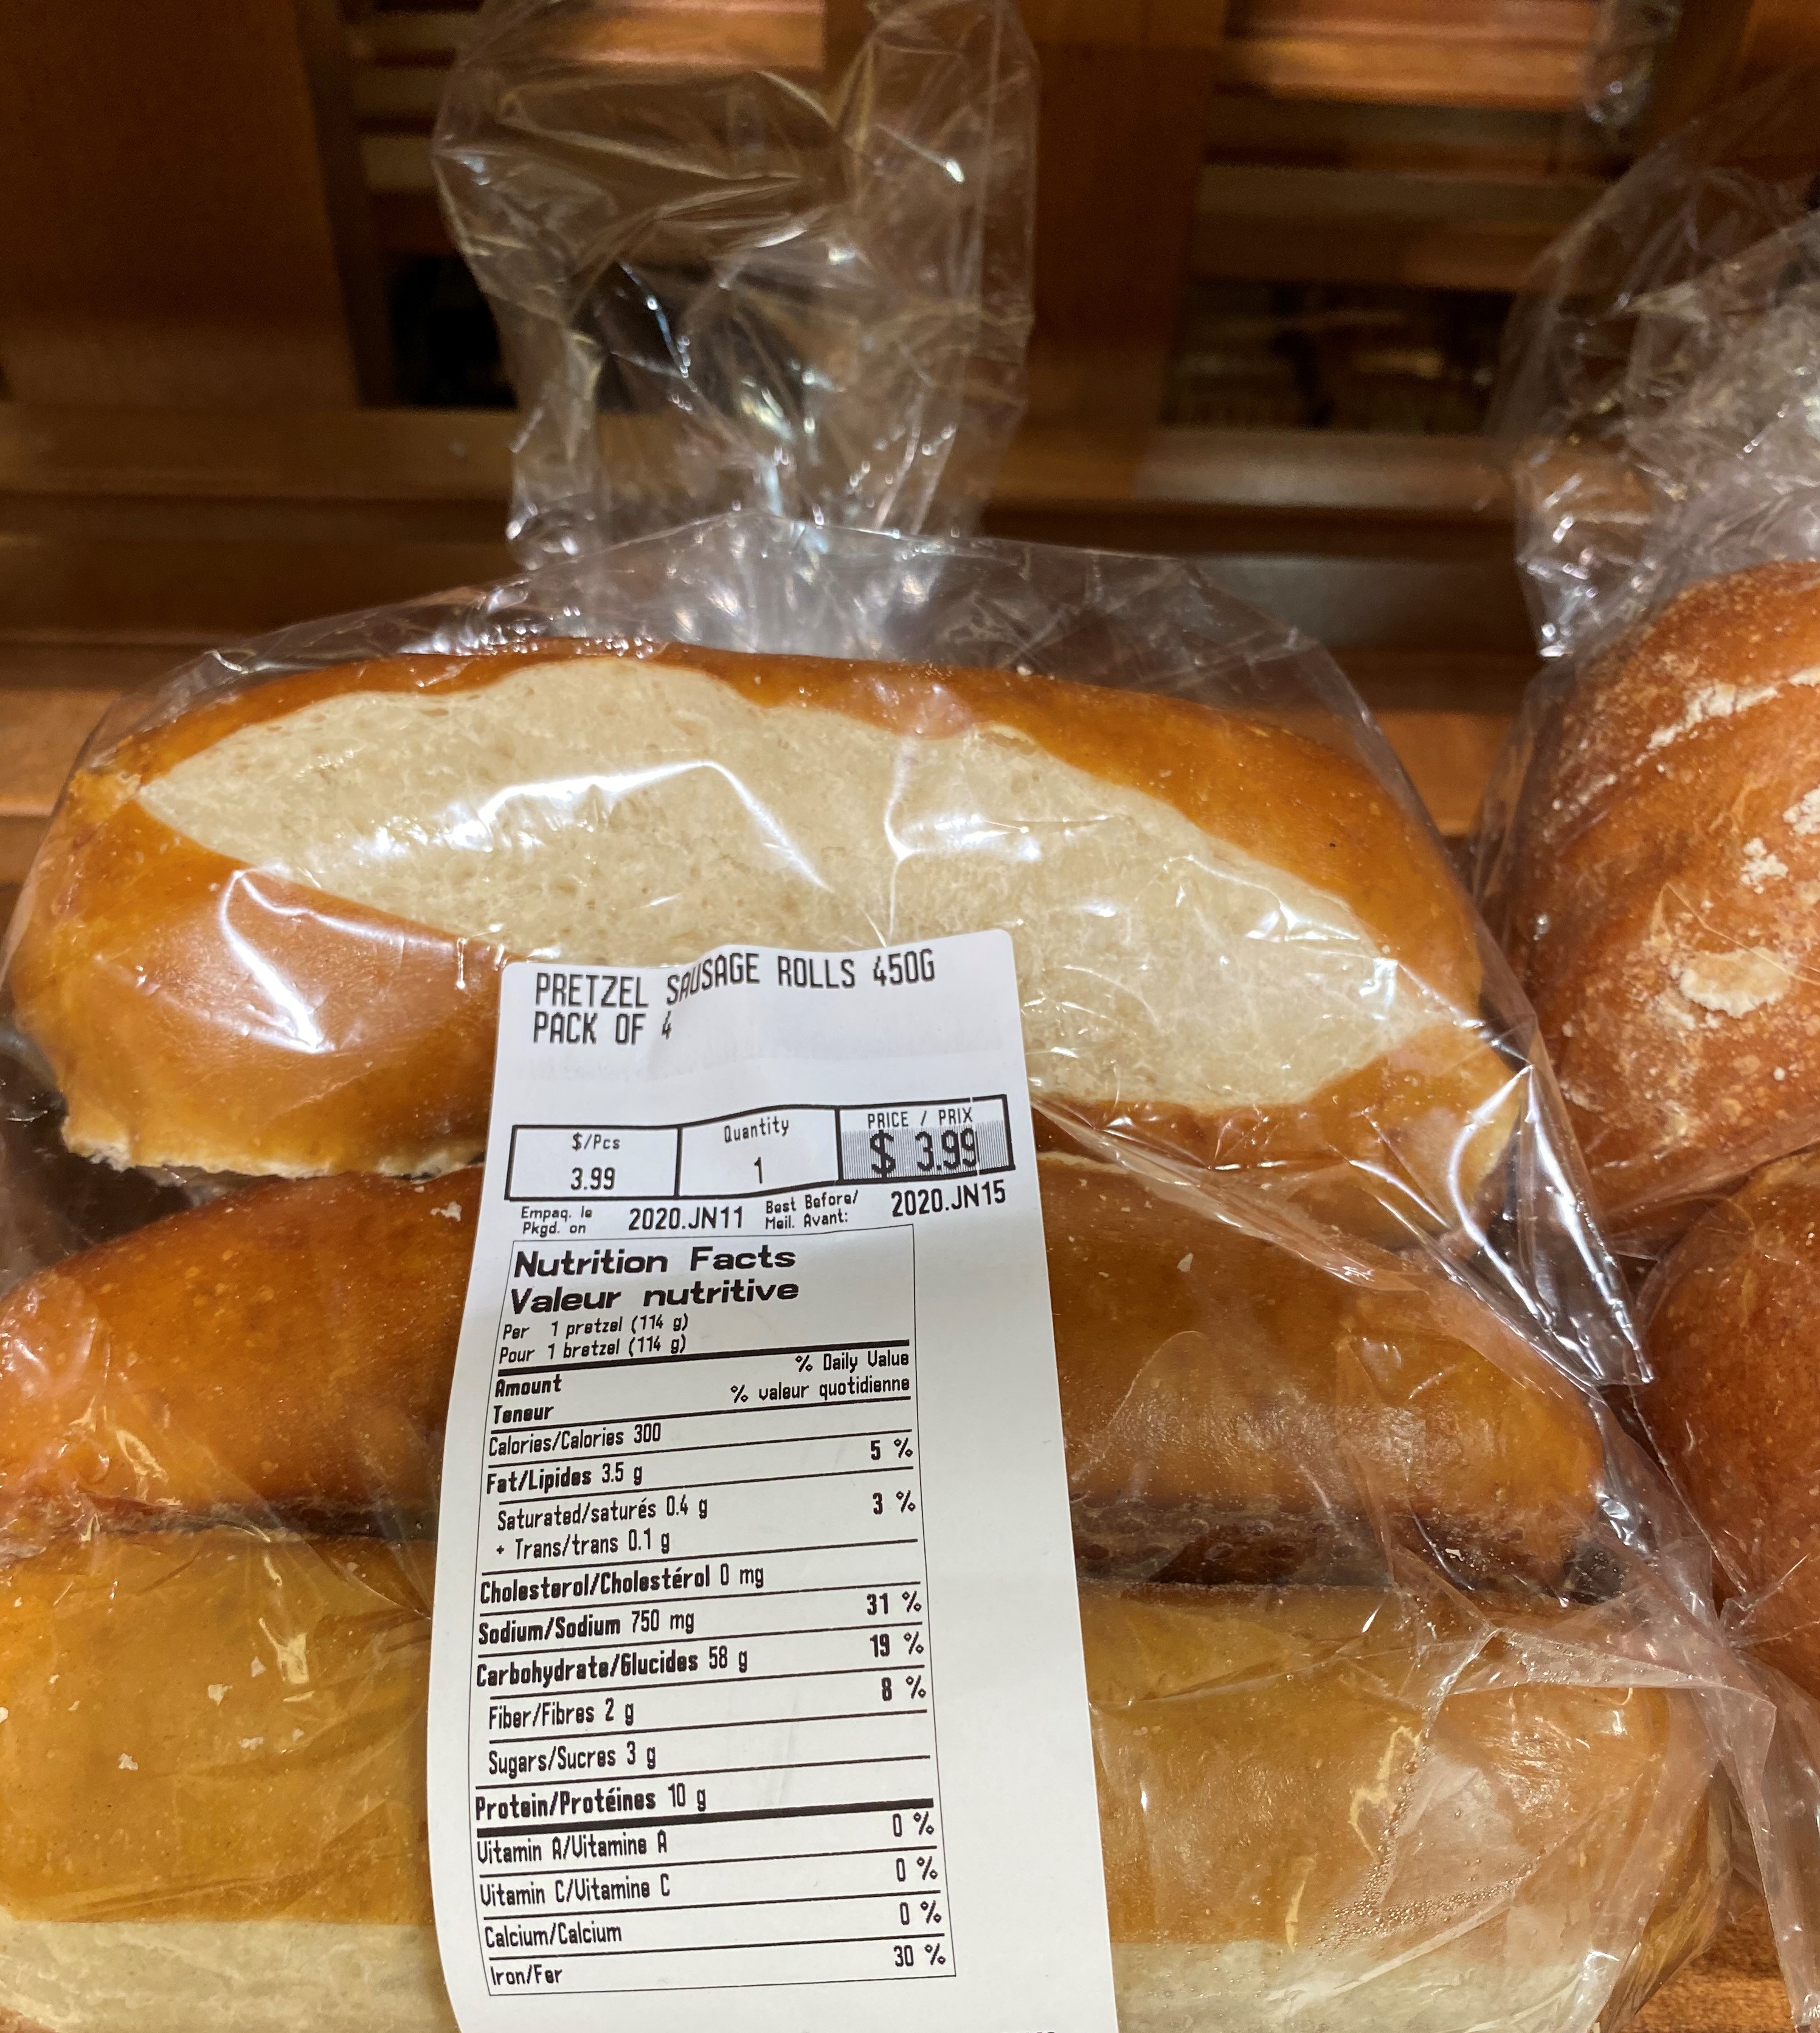 PRETZEL SAUSAGE ROLLS 450G
PACK OF 4
$/Pcs Quantity PRICE / PRIX
3.99 1 $ 3.99
Empaq. le
Pkgd. on 2020.JN11 Best Before/ 2020.JN15
Meil. Avant:
Nutrition Facts
Valeur nutritive
Per 1 pretzel (114 g)
Pour 1 bretzel (114 g)
Amount % Daily Value
Teneur % valeur quotidienne
Calories/Calories 300
Fat/Lipides 3.5 g 5 %
Saturated/saturés 0.4 g 3 %
+ Trans/trans 0.1 g
Cholesterol/Cholestérol 0 mg
Sodium/Sodium 750 mg 31 %
Carbohydrate/Glucides 58 g 19 %
Fiber/Fibres 2 g 8 %
Sugars/Sucres 3 g
Protein/Protéines 10 g
Vitamin A/Vitamine A 0 %
Vitamin C/Vitamine C 0 %
Calcium/Calcium 0 %
Iron/Fer 30 %